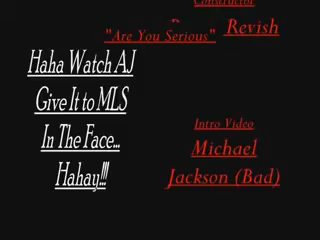 Constructor
"Are You Serious"
Revish
Haha Watch AJ
Give It to MLS
In The Face...
Hahay!!!
Intro Video
Michael
Jackson (Bad)